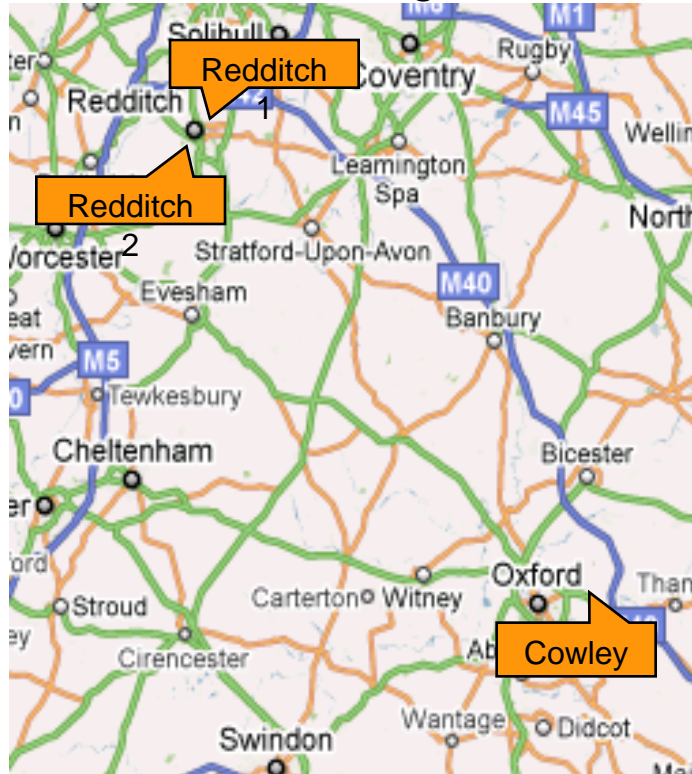 M1
Solihull
Rugby
Redditch
1
Coventry
Redditch
M45
Leamington
Spa
Redditch
2
North
Worcester
Stratford-Upon-Avon
M40
Evesham
Banbury
M5
Tewkesbury
Cheltenham
Bicester
Oxford
Carterton
Witney
Stroud
Cowley
Cirencester
Wantage
Didcot
Swindon